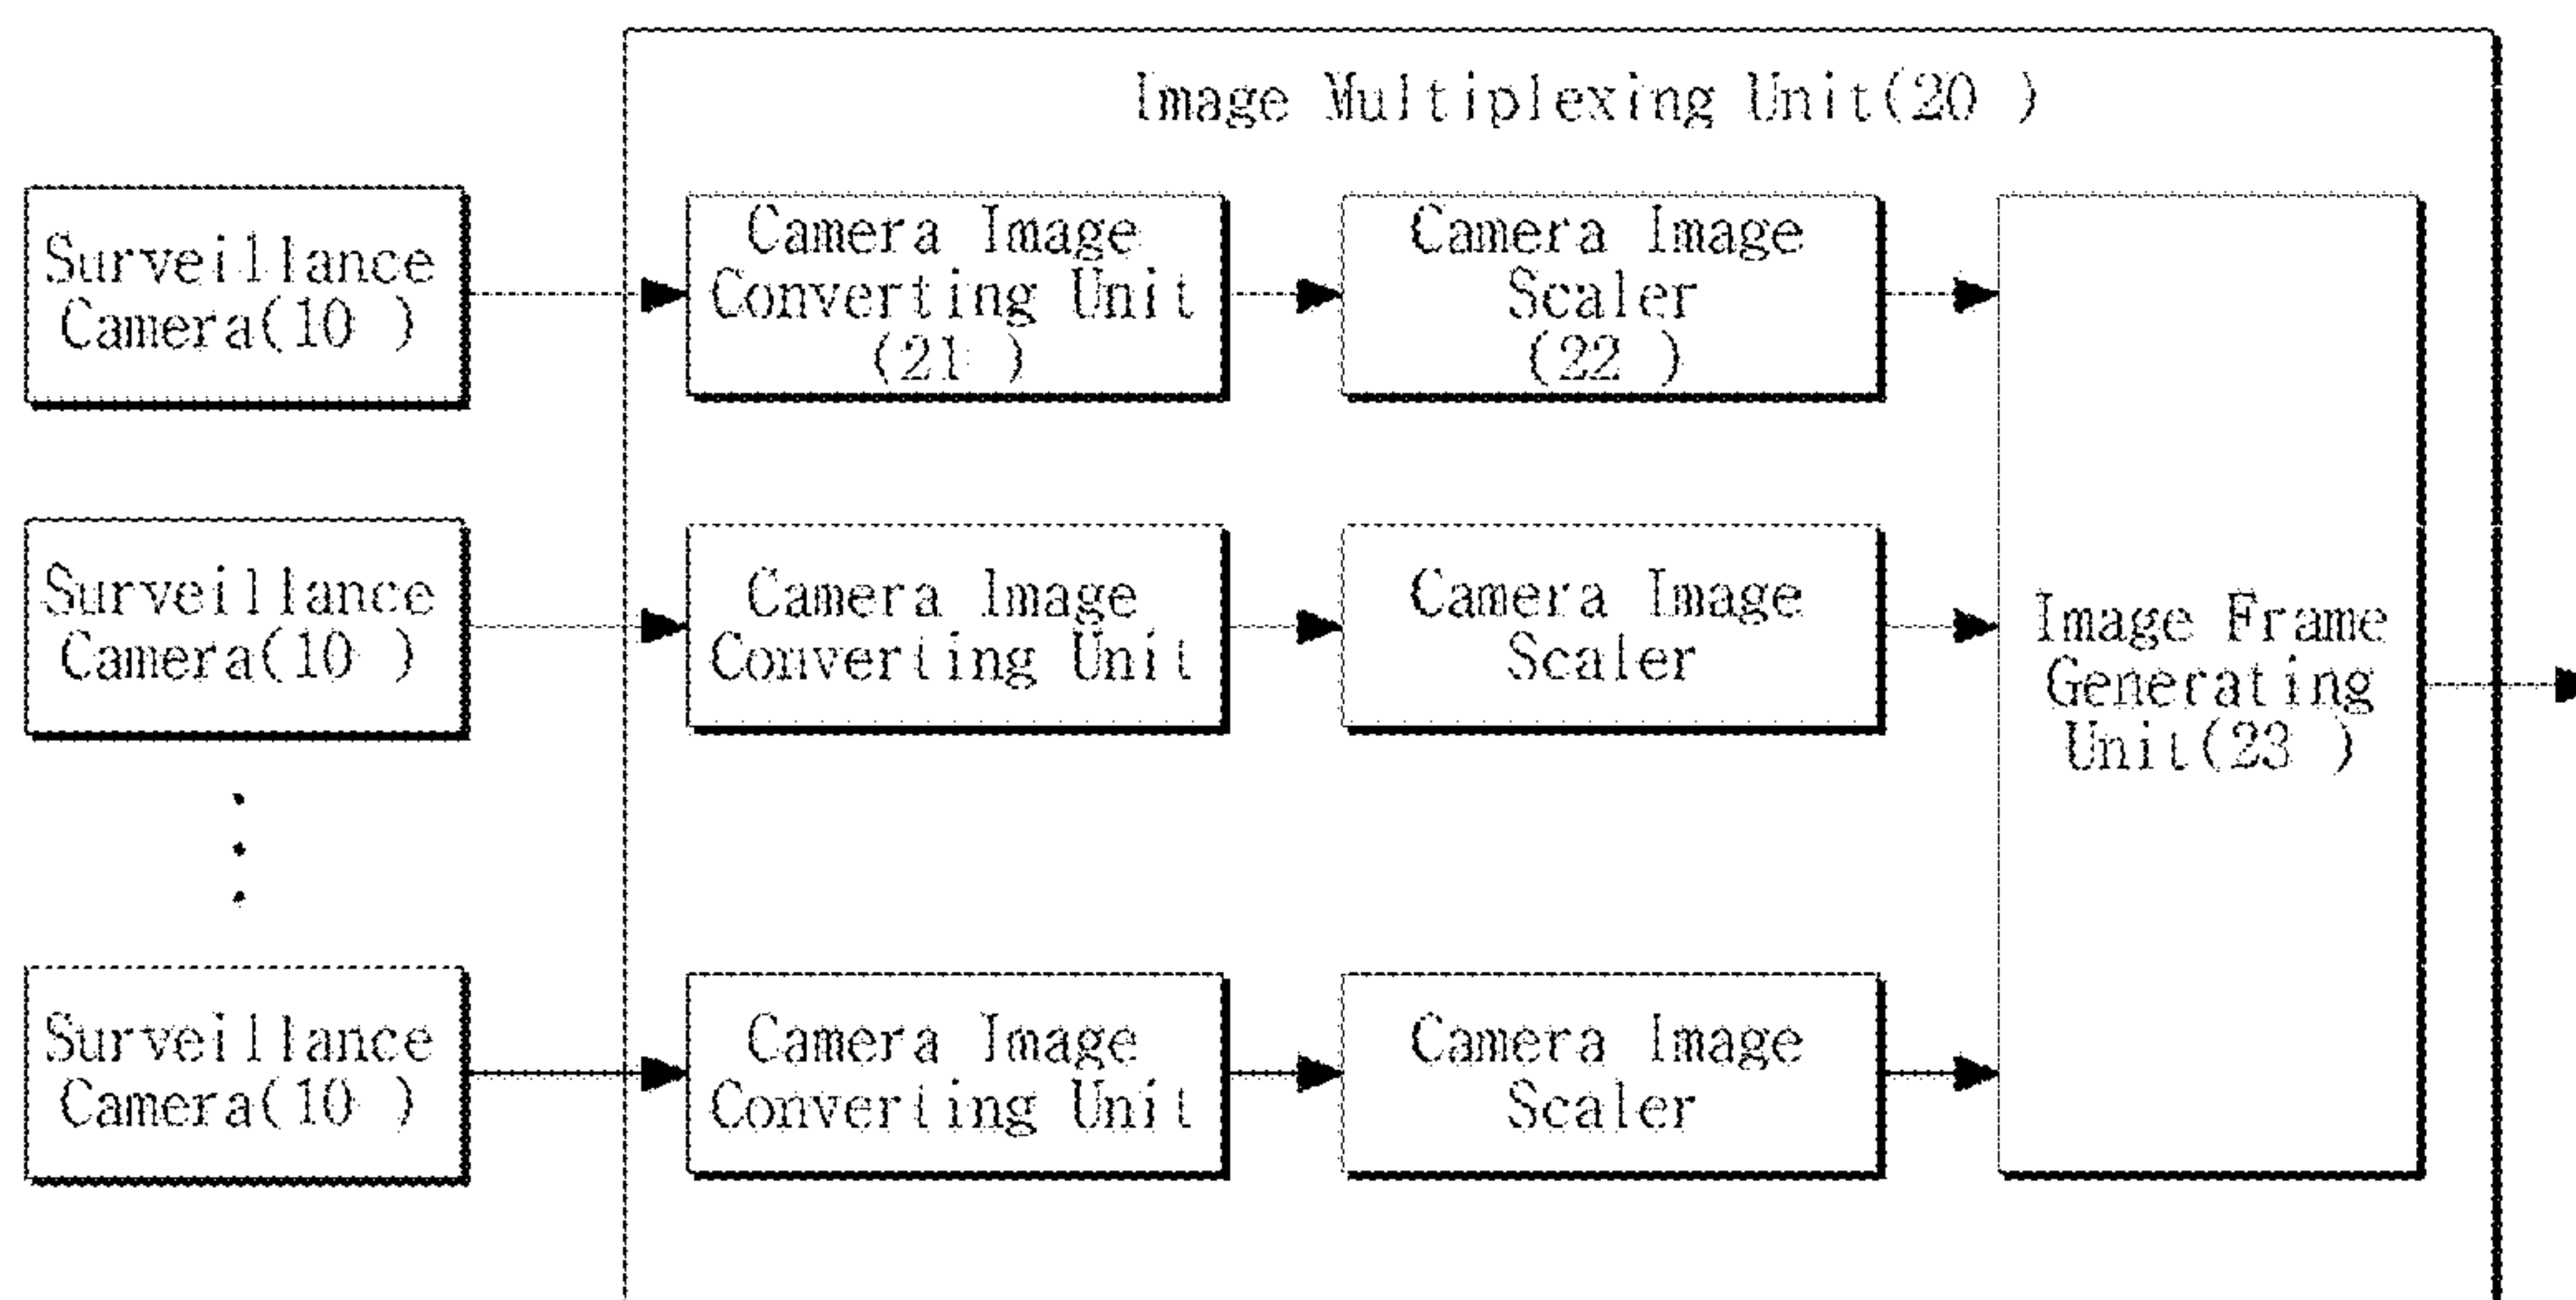 Image Multiplexing Unit(20 )
Surveillance
Camera(10 )
Camera Image
Converting Unit
(21 )
Camera Image
Scaler
(22 )
Surveillance
Camera(10 )
Camera Image
Converting Unit
Camera Image
Scaler
Image Frame
Generating
Unit(23 )
Surveillance
Camera(10 )
Camera Image
Converting Unit
Camera Image
Scaler